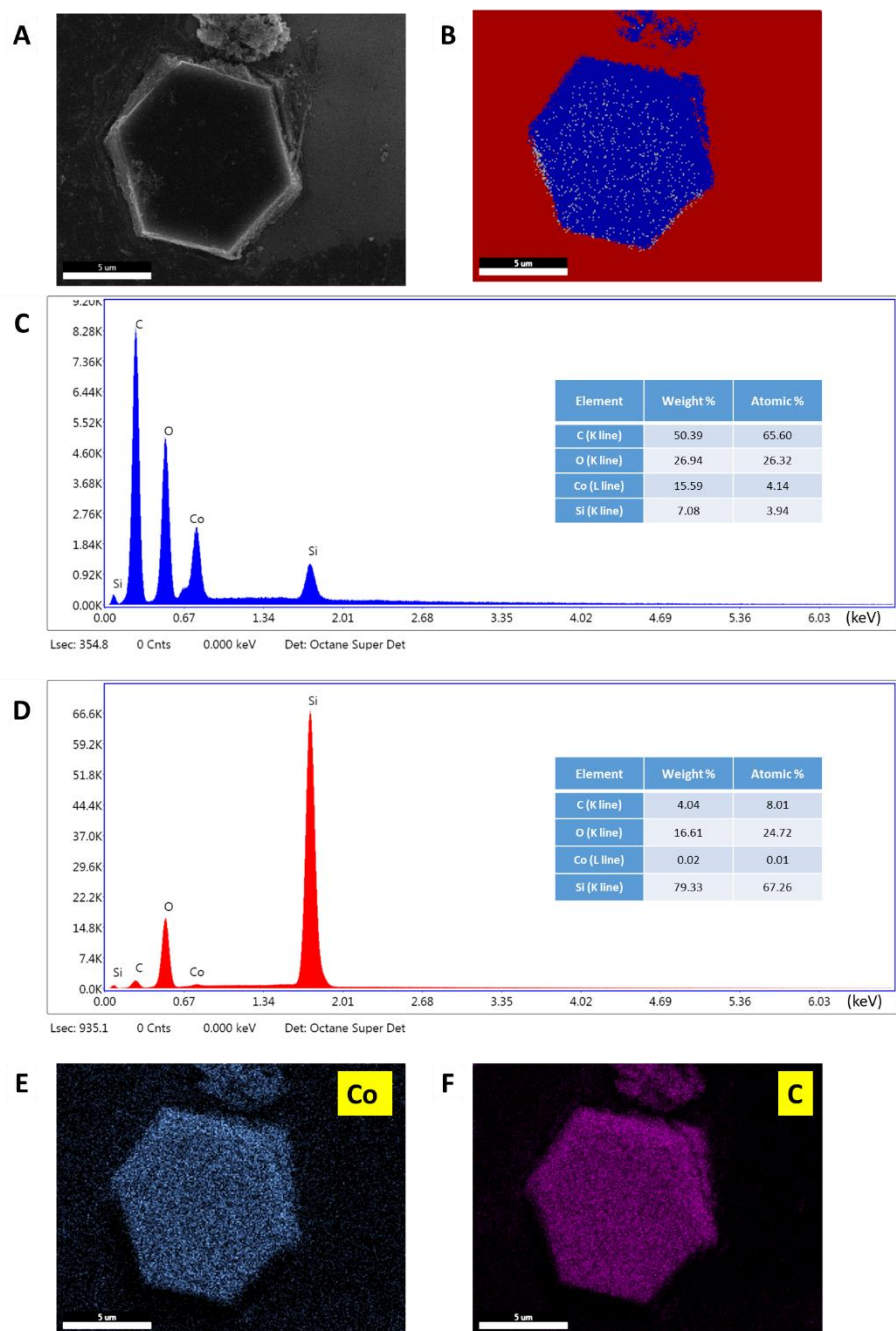 A
B
5 um
5 um
C
9.20K
8.28K
7.36K
6.44K
5.52K
4.60K
3.68K
2.76K
1.84K
0.92K
0.00K
C
O
Co
Si
Si
Element Weight % Atomic %
C (K line) 50.39 65.60
O (K line) 26.94 26.32
Co (L line) 15.59 4.14
Si (K line) 7.08 3.94
0.00 0.67 1.34 2.01 2.68 3.35 4.02 4.69 5.36 6.03 (keV)
Lsec: 354.8 0 Cnts 0.000 keV Det: Octane Super Det
D
66.6K
59.2K
51.8K
44.4K
37.0K
29.6K
22.2K
14.8K
7.4K
0.0K
Si
O
Si
C
Co
Element Weight % Atomic %
C (K line) 4.04 8.01
O (K line) 16.61 24.72
Co (L line) 0.02 0.01
Si (K line) 79.33 67.26
0.00 0.67 1.34 2.01 2.68 3.35 4.02 4.69 5.36 6.03 (keV)
Lsec: 935.1 0 Cnts 0.000 keV Det: Octane Super Det
E
Co
F
C
5 um
5 um